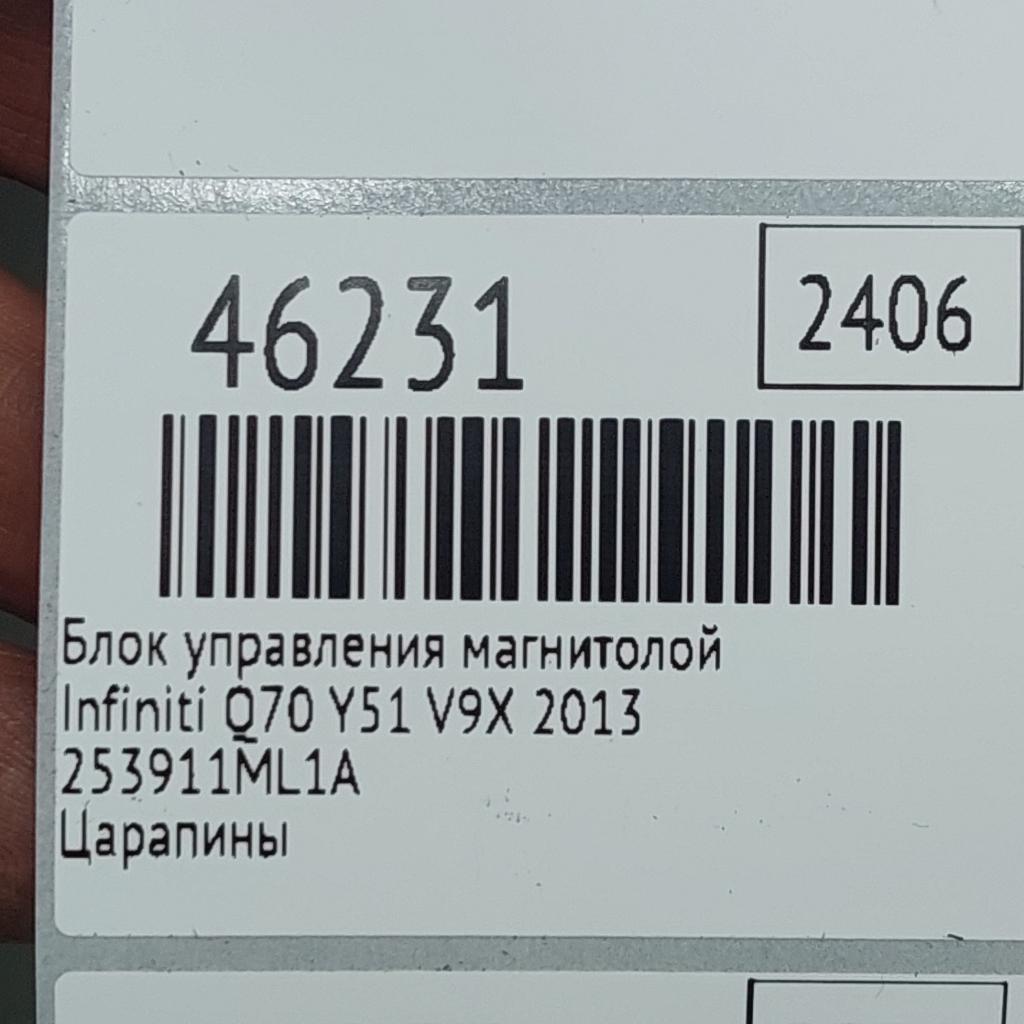 46231
2406
Блок управления магнитолой
Infiniti Q70 Y51 V9X 2013
253911ML1A
Царапины